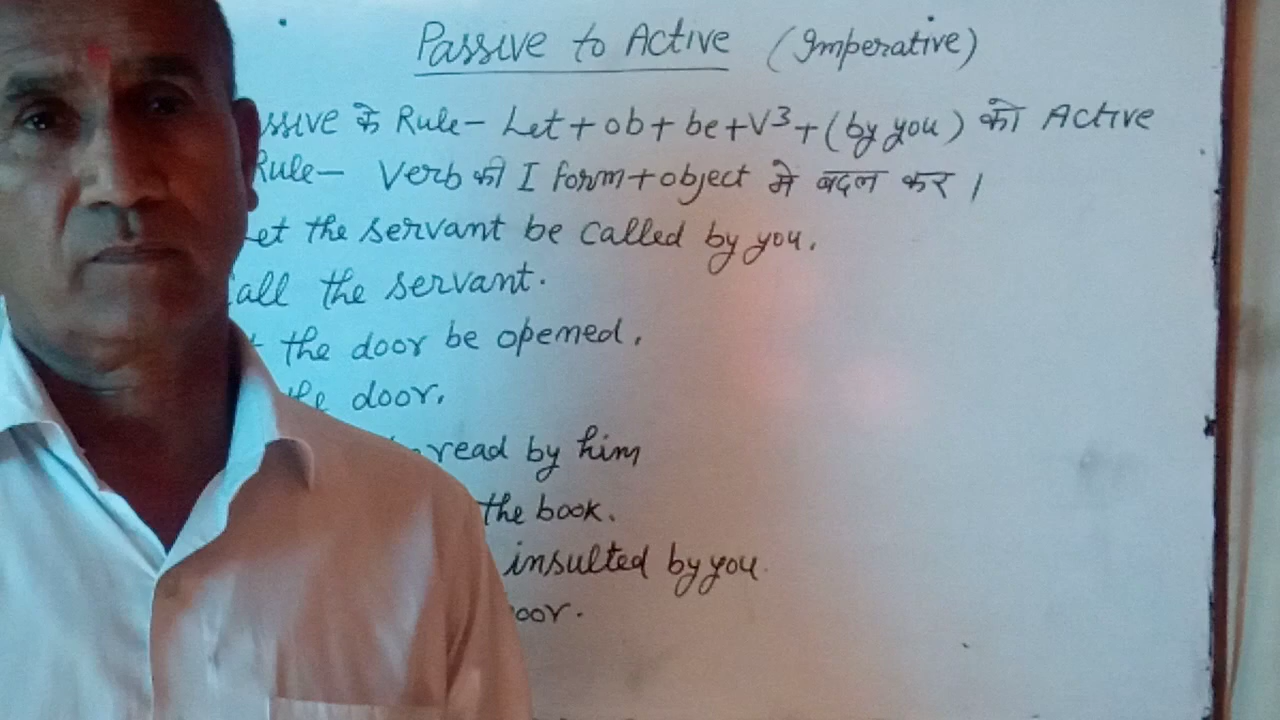 Passive to Active (Imperative)
ssive के Rule- Let + ob + be + V3 + (by you) को Active
Rule- Verb की I form + object मे बदल कर।
et the servant be called by you.
all the servant.
the door be opened.
the door.
read by him
the book.
insulted by you.
oor.